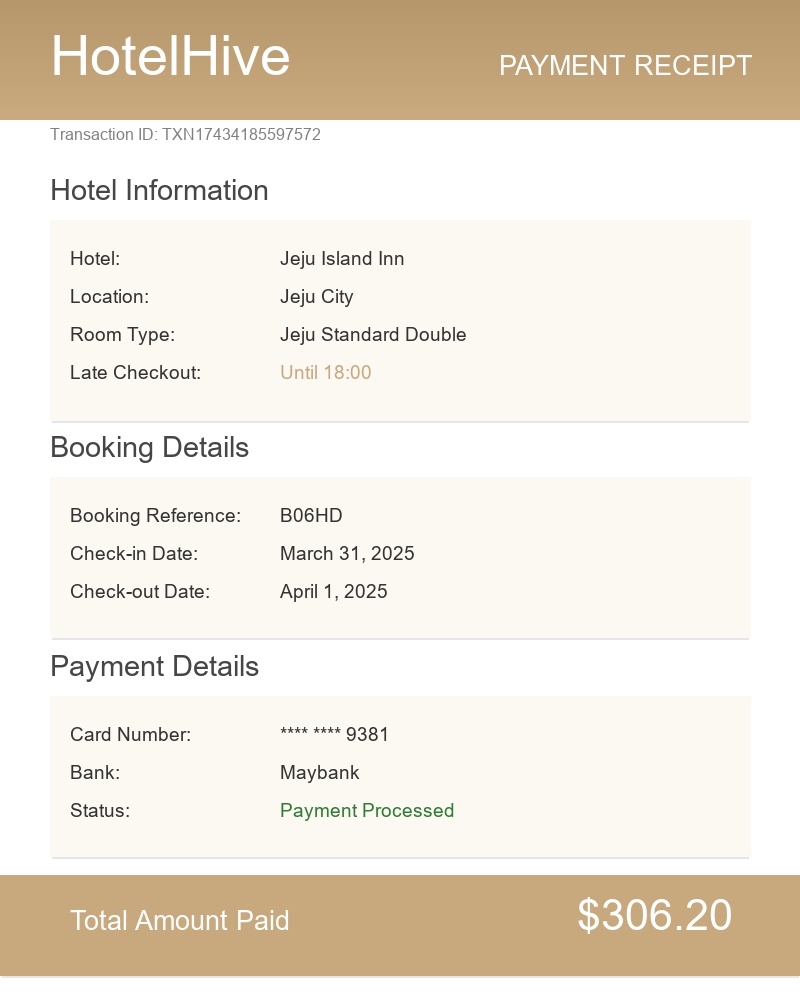 HotelHive
PAYMENT RECEIPT
Transaction ID: TXN17434185597572
Hotel Information
Hotel: Jeju Island Inn
Location: Jeju City
Room Type: Jeju Standard Double
Late Checkout: Until 18:00
Booking Details
Booking Reference: B06HD
Check-in Date: March 31, 2025
Check-out Date: April 1, 2025
Payment Details
Card Number: **** **** 9381
Bank: Maybank
Status: Payment Processed
Total Amount Paid $306.20